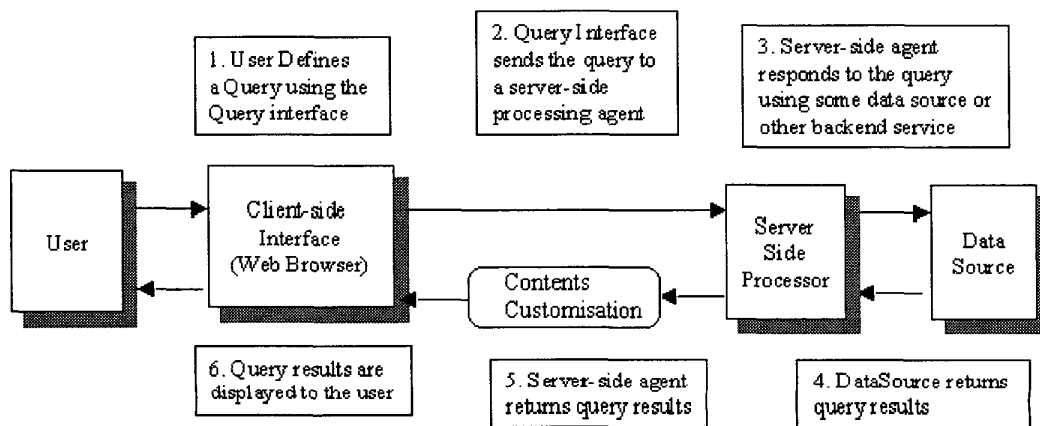 1. User Defines
a Query using the
Query interface
2. Query Interface
sends the query to
a server-side
processing agent
3. Server-side agent
responds to the query
using some data source or
other backend service
User
Client-side
Interface
(Web Browser)
Contents
Customisation
Server
Side
Processor
Data
Source
6. Query results are
displayed to the user
5. Server-side agent
returns query results
4. DataSource returns
query results